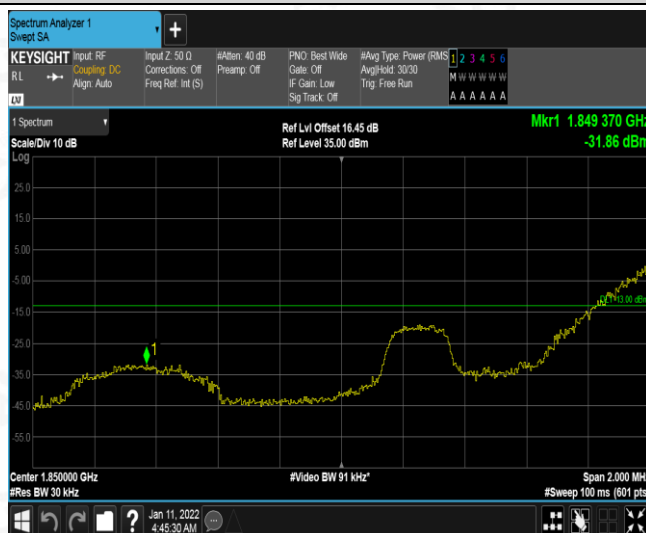 Spectrum Analyzer 1
Swept SA
KEYSIGHT
RL
Input: RF
Coupling: DC
Align: Auto
Input Z: 50 Ω
Corrections: Off
Freq Ref: Int (S)
#Atten: 40 dB
Preamp: Off
PNO: Best Wide
Gate: Off
IF Gain: Low
Sig Track: Off
#Avg Type: Power (RMS
Avg|Hold: 30/30
Trig: Free Run
1 2 3 4 5 6
M W W W W W
A A A A A A
LXI
1 Spectrum
Scale/Div 10 dB
Ref Lvl Offset 16.45 dB
Ref Level 35.00 dBm
Mkr1 1.849 370 GHz
-31.86 dBm
Log
25.0
15.0
5.00
-5.00
DL1 -13.00 dBm
-15.0
-25.0
1
-35.0
-45.0
-55.0
Center 1.850000 GHz
#Video BW 91 kHz*
Span 2.000 MHz
#Res BW 30 kHz
#Sweep 100 ms (601 pts
Jan 11, 2022
4:45:30 AM